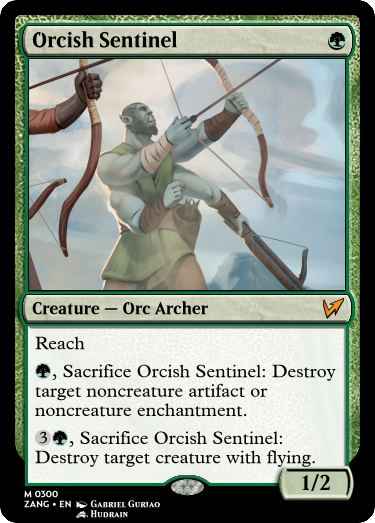 Orcish Sentinel
Creature — Orc Archer
Reach
, Sacrifice Orcish Sentinel: Destroy
target noncreature artifact or
noncreature enchantment.
3, Sacrifice Orcish Sentinel:
Destroy target creature with flying.
1/2
M 0300
ZANG • EN Gabriel Gurjao
Hudrain